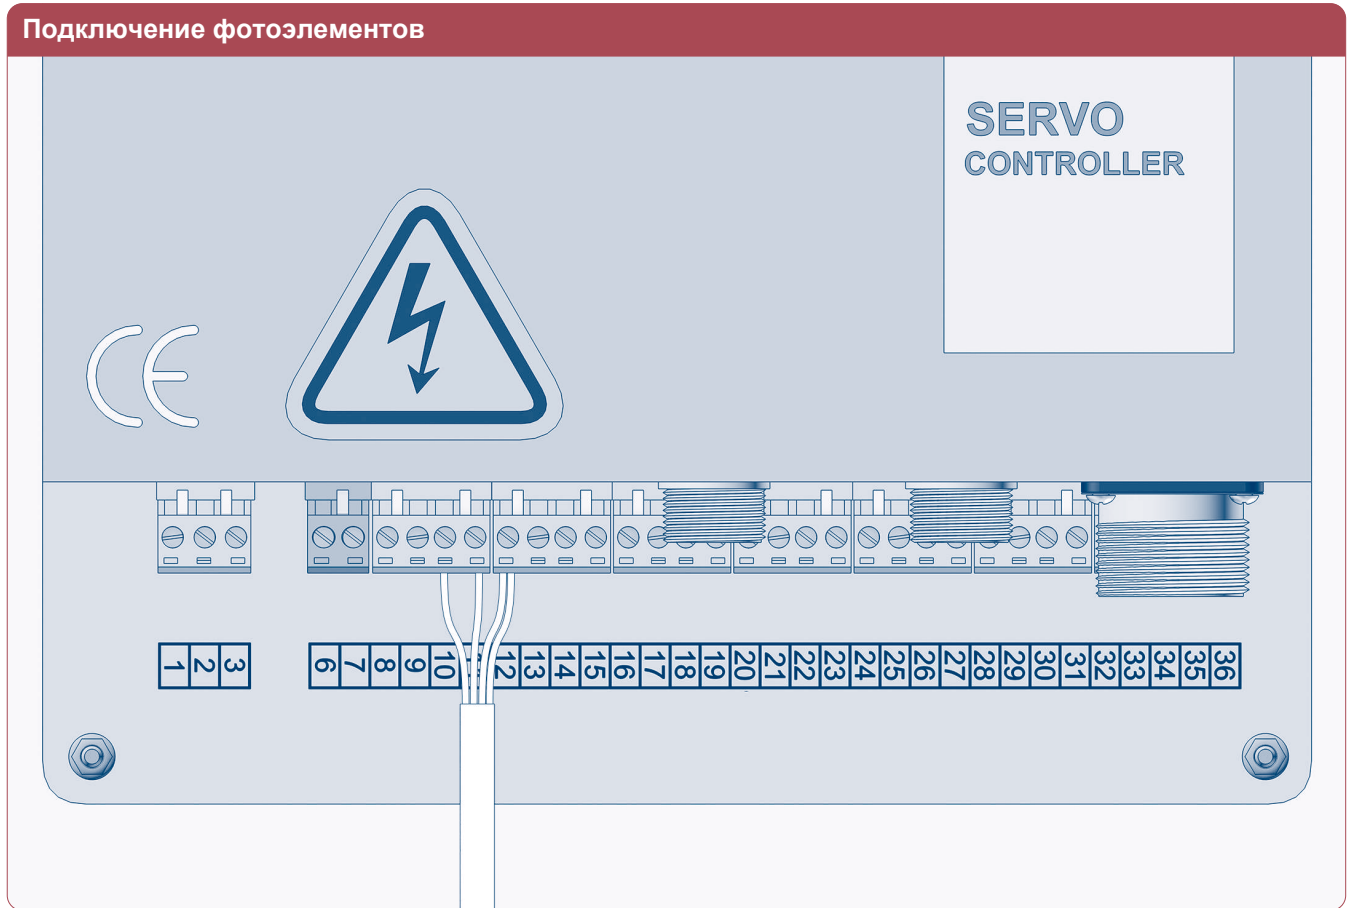 Подключение фотоэлементов
SERVO
CONTROLLER
CE
1 2 3 6 7 8 9 10 12 13 14 15 16 17 18 19 20 21 22 23 24 25 26 27 28 29 30 31 32 33 34 35 36